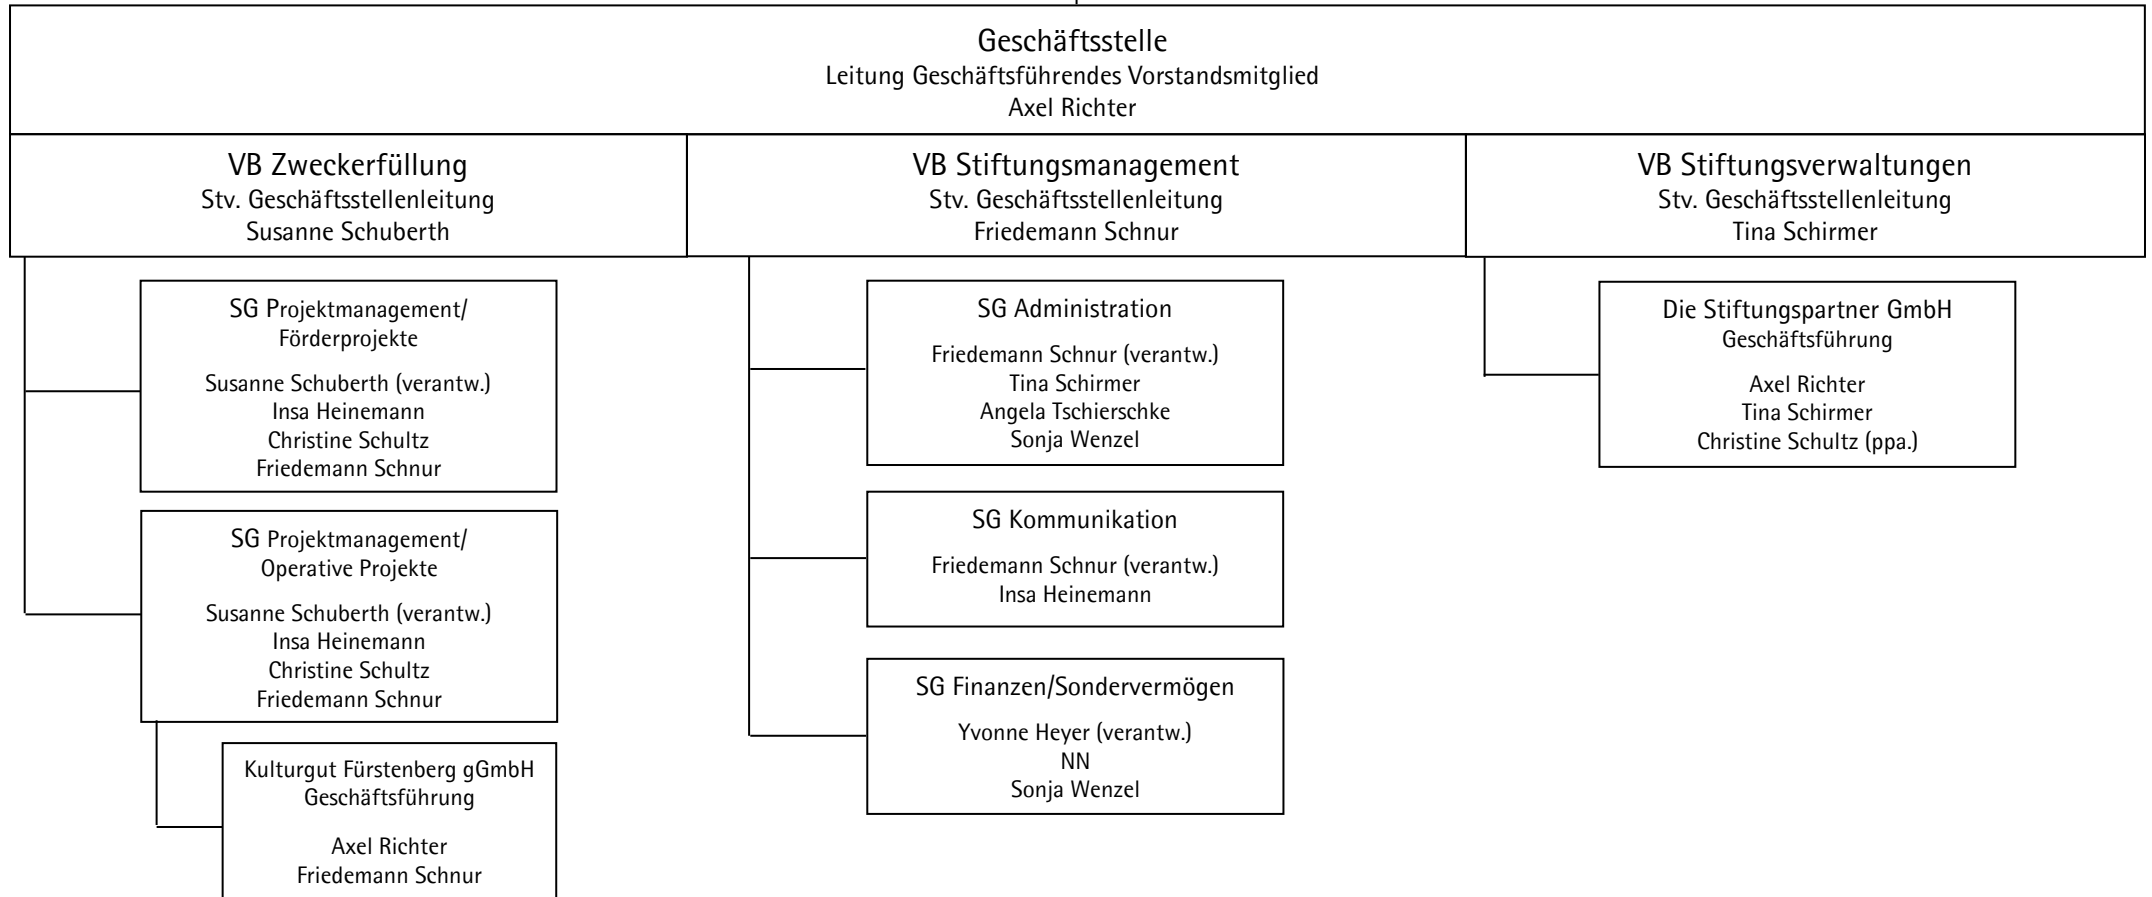 Geschäftsstelle
Leitung Geschäftsführendes Vorstandsmitglied
Axel Richter
VB Zweckerfüllung
Stv. Geschäftsstellenleitung
Susanne Schuberth
VB Stiftungsmanagement
Stv. Geschäftsstellenleitung
Friedemann Schnur
VB Stiftungsverwaltungen
Stv. Geschäftsstellenleitung
Tina Schirmer
SG Projektmanagement/
Förderprojekte
Susanne Schuberth (verantw.)
Insa Heinemann
Christine Schultz
Friedemann Schnur
SG Projektmanagement/
Operative Projekte
Susanne Schuberth (verantw.)
Insa Heinemann
Christine Schultz
Friedemann Schnur
Kulturgut Fürstenberg gGmbH
Geschäftsführung
Axel Richter
Friedemann Schnur
SG Administration
Friedemann Schnur (verantw.)
Tina Schirmer
Angela Tschierschke
Sonja Wenzel
SG Kommunikation
Friedemann Schnur (verantw.)
Insa Heinemann
SG Finanzen/Sondervermögen
Yvonne Heyer (verantw.)
NN
Sonja Wenzel
Die Stiftungspartner GmbH
Geschäftsführung
Axel Richter
Tina Schirmer
Christine Schultz (ppa.)